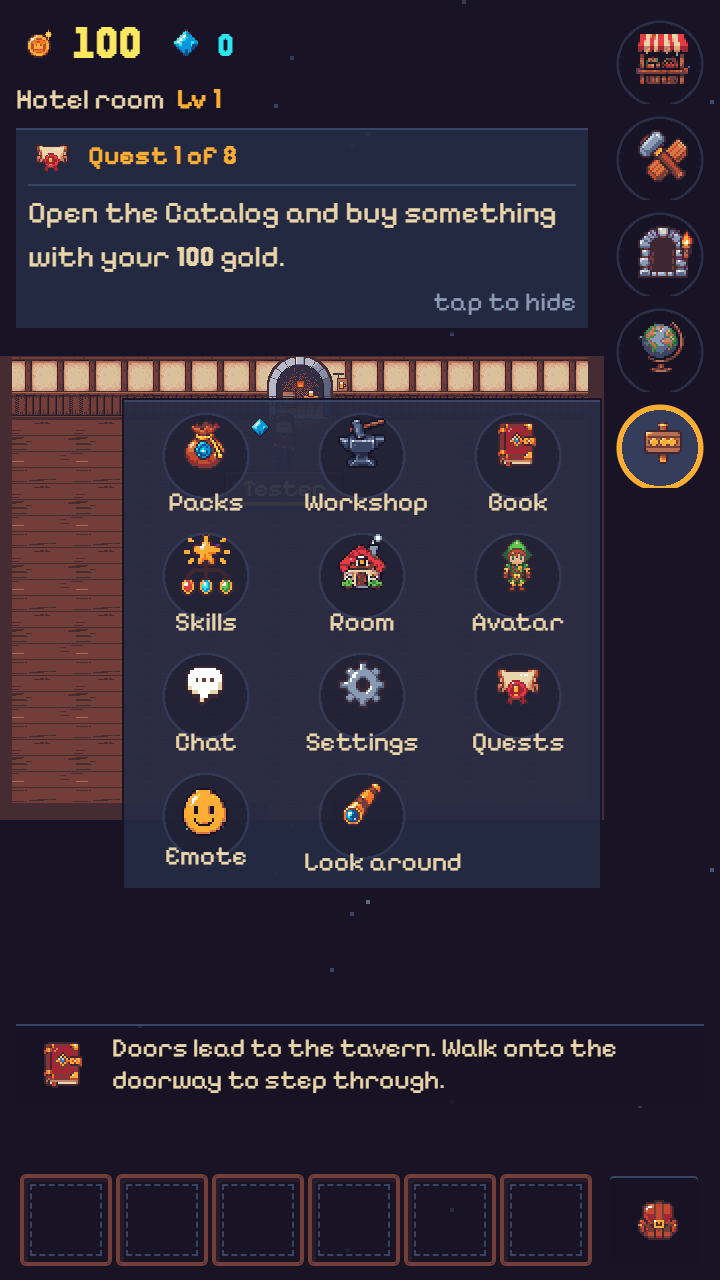 100 0
Hotel room Lv 1
Quest 1 of 8
Open the Catalog and buy something
with your 100 gold.
tap to hide
Tester
Packs Workshop Book
Skills Room Avatar
Chat Settings Quests
Emote Look around
Doors lead to the tavern. Walk onto the
doorway to step through.